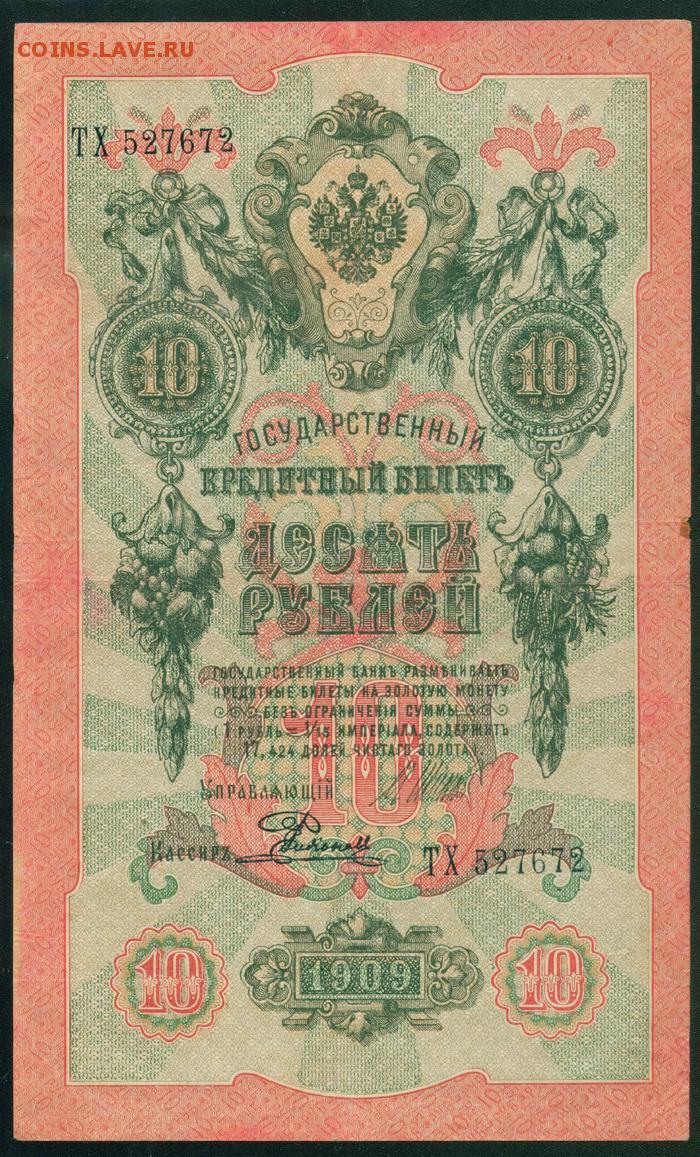 COINS.LAVE.RU
ТХ 527672
10 10
ГОСУДАРСТВЕННЫЙ
КРЕДИТНЫЙ БИЛЕТЪ
ДЕСЯТЬ
РУБЛЕЙ
ГОСУДАРСТВЕННЫЙ БАНКЪ РАЗМѢНИВАЕТЪ
КРЕДИТНЫЕ БИЛЕТЫ НА ЗОЛОТУЮ МОНЕТУ
БЕЗЪ ОГРАНИЧЕНІЯ СУММЫ
(1 РУБЛЬ = 1/15 ИМПЕРІАЛА, СОДЕРЖИТЪ
17,424 ДОЛЕЙ ЧИСТАГО ЗОЛОТА).
10
УПРАВЛЯЮЩІЙ
КАССИРЪ
ТХ 527672
10 1909 10